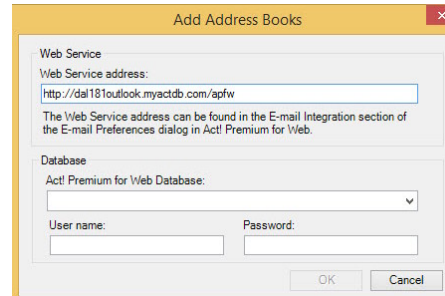 Add Address Books
Web Service
Web Service address:
http://dal181outlook.myactdb.com/apfw
The Web Service address can be found in the E-mail Integration section of
the E-mail Preferences dialog in Act! Premium for Web.
Database
Act! Premium for Web Database:
User name: Password:
OK Cancel